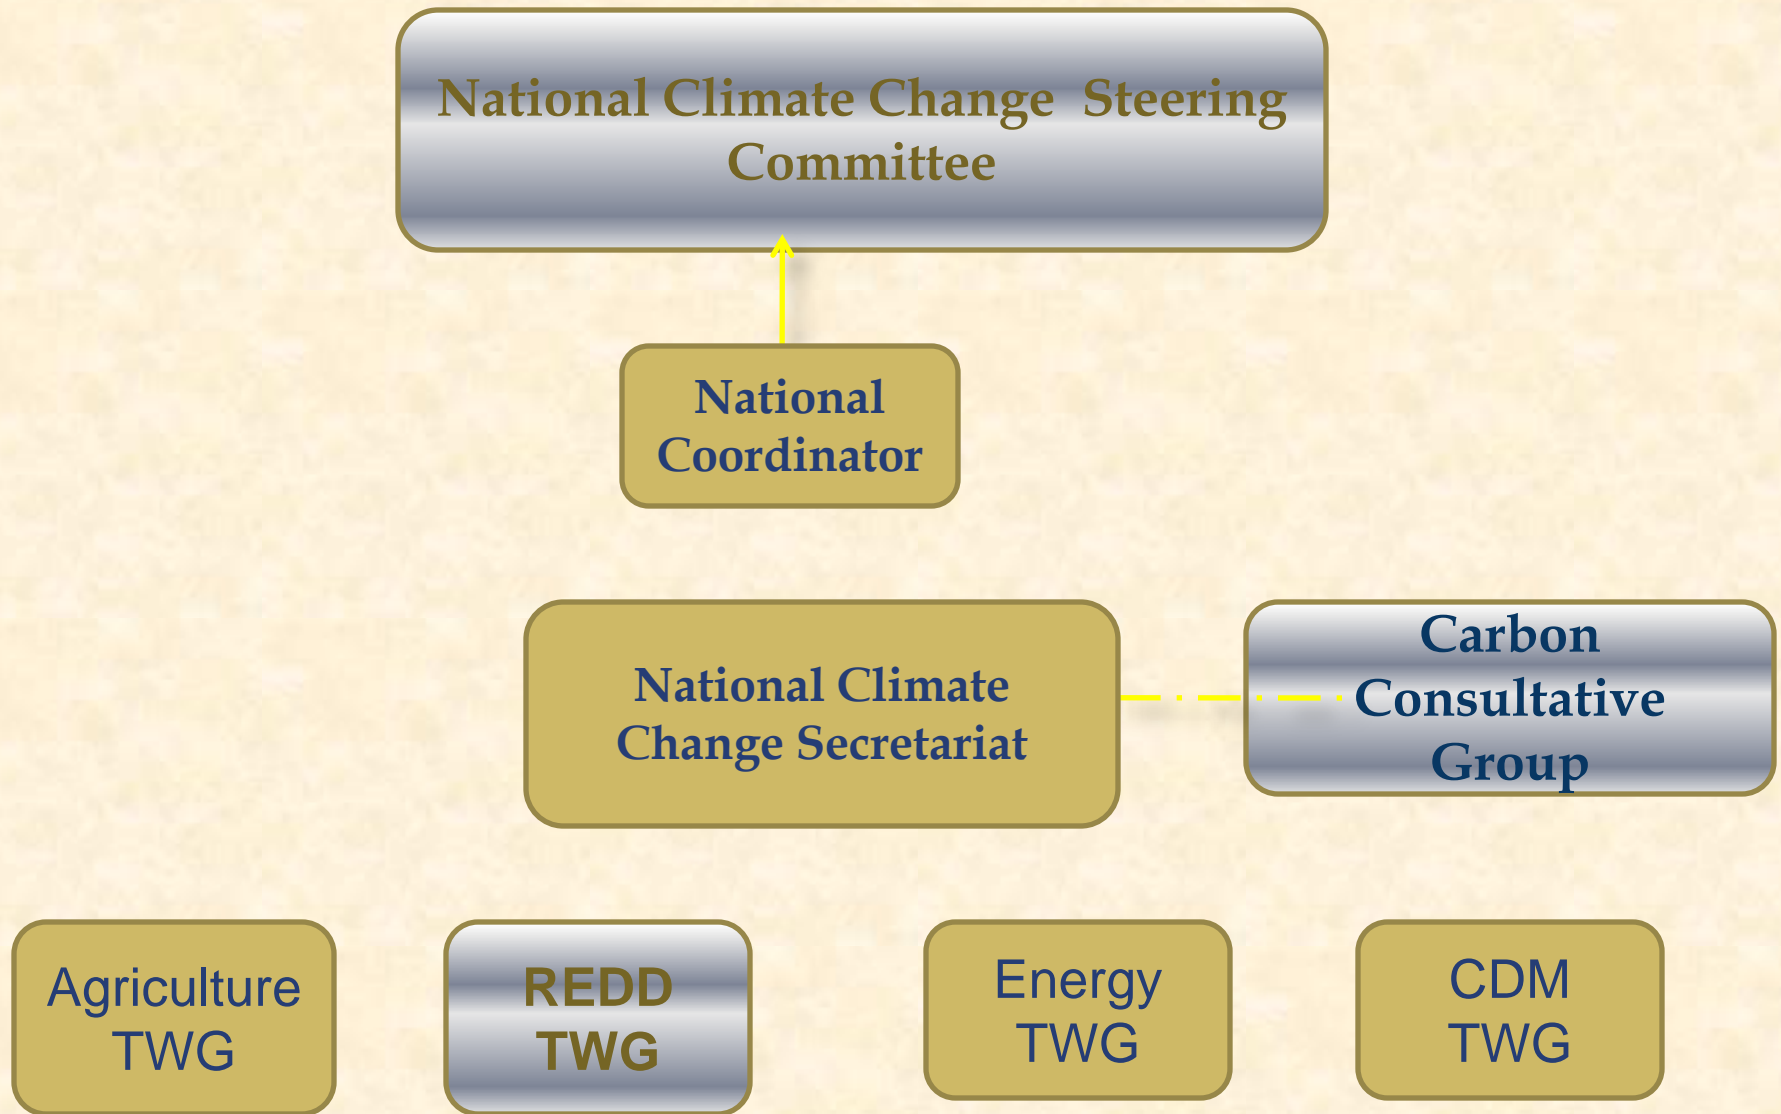 National Climate Change Steering
Committee
National
Coordinator
National Climate
Change Secretariat
Carbon
Consultative
Group
Agriculture
TWG
REDD
TWG
Energy
TWG
CDM
TWG